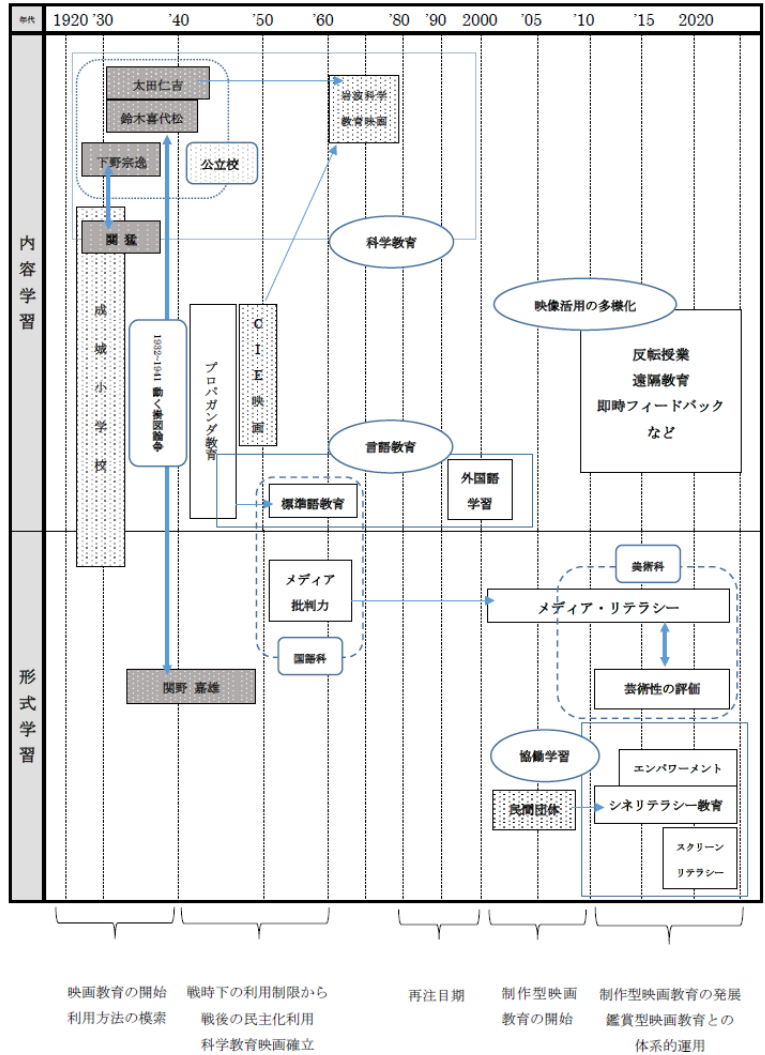 年代 1920 ’30 ’40 ’50 ’60 ’80 ’90 2000 ’05 ’10 ’15 2020
内容学習
太田仁吉
鈴木喜代松
下野宗逸
公立校
関 猛
成城小学校
岩波科学
教育映画
科学教育
1932~1941 動く掛図論争
プロパガンダ教育
CIE映画
映像活用の多様化
反転授業
遠隔教育
即時フィードバック
など
言語教育
外国語
学習
標準語教育
形式学習
メディア
批判力
国語科
美術科
メディア・リテラシー
芸術性の評価
関野 嘉雄
協働学習
民間団体
エンパワーメント
シネリテラシー教育
スクリーン
リテラシー
映画教育の開始
利用方法の模索
戦時下の利用制限から
戦後の民主化利用
科学教育映画確立
再注目期
制作型映画
教育の開始
制作型映画教育の発展
鑑賞型映画教育との
体系的運用